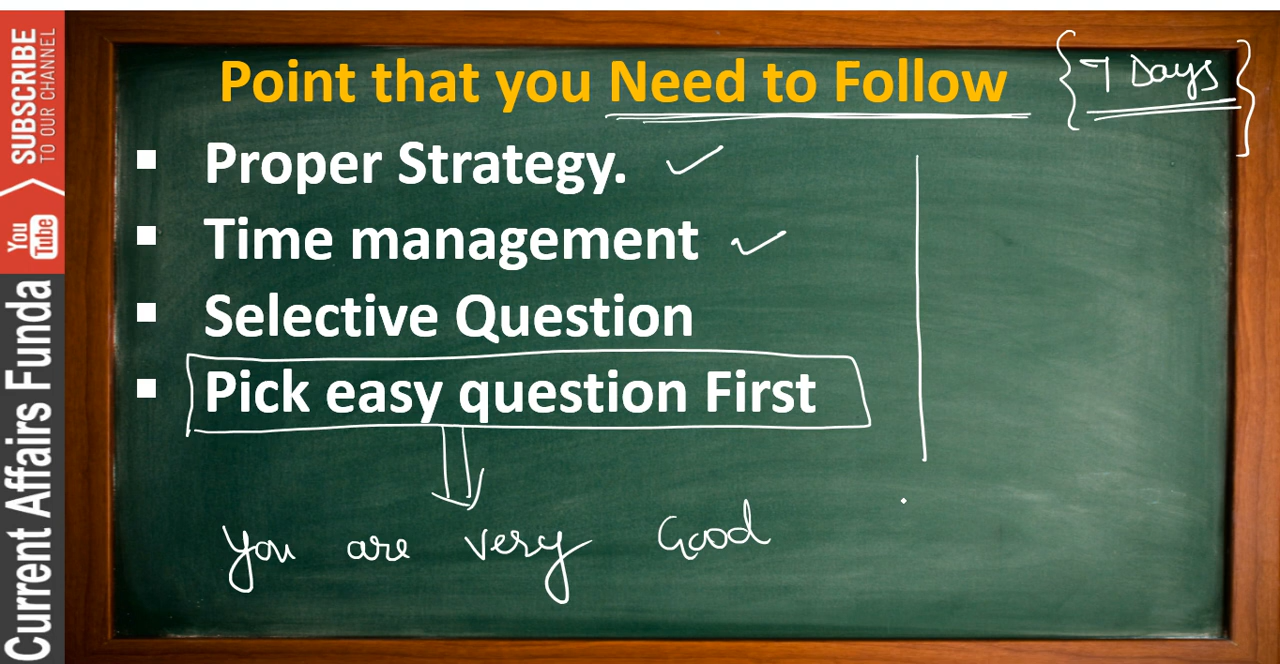 SUBSCRIBE
TO OUR CHANNEL
You
Tube
Current Affairs Funda
Point that you Need to Follow
{7 Days}
▪ Proper Strategy. ✓
▪ Time management ✓
▪ Selective Question
▪ Pick easy question First
You are very Good